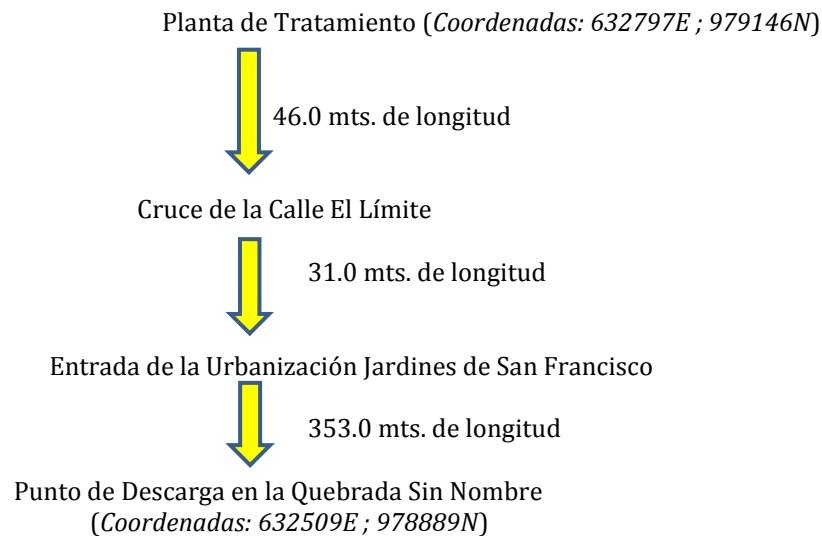 Planta de Tratamiento (Coordenadas: 632797E ; 979146N)
46.0 mts. de longitud
Cruce de la Calle El Límite
31.0 mts. de longitud
Entrada de la Urbanización Jardines de San Francisco
353.0 mts. de longitud
Punto de Descarga en la Quebrada Sin Nombre
(Coordenadas: 632509E ; 978889N)